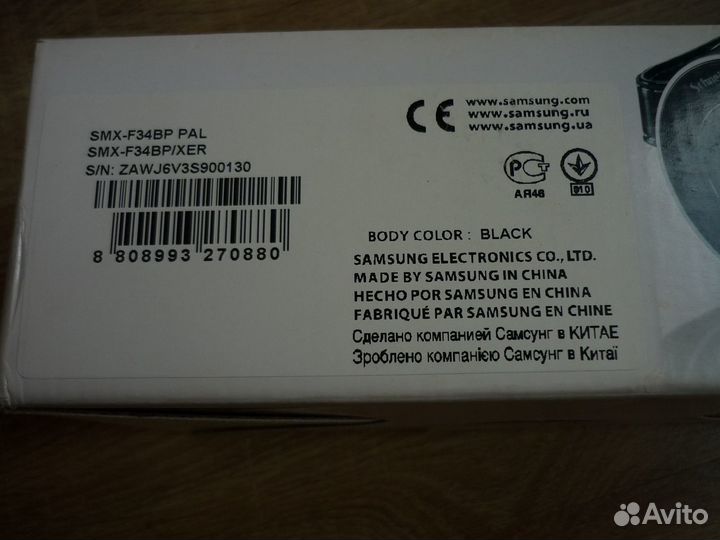 SMX-F34BP PAL
SMX-F34BP/XER
S/N: ZAWJ6V3S900130
8 808993 270880
CE
www.samsung.com
www.samsung.ru
www.samsung.ua
АЯ46
010
BODY COLOR : BLACK
SAMSUNG ELECTRONICS CO., LTD.
MADE BY SAMSUNG IN CHINA
HECHO POR SAMSUNG EN CHINA
FABRIQUÉ PAR SAMSUNG EN CHINE
Сделано компанией Самсунг в КИТАЕ
Зроблено компанією Самсунг в Китаї
Avito